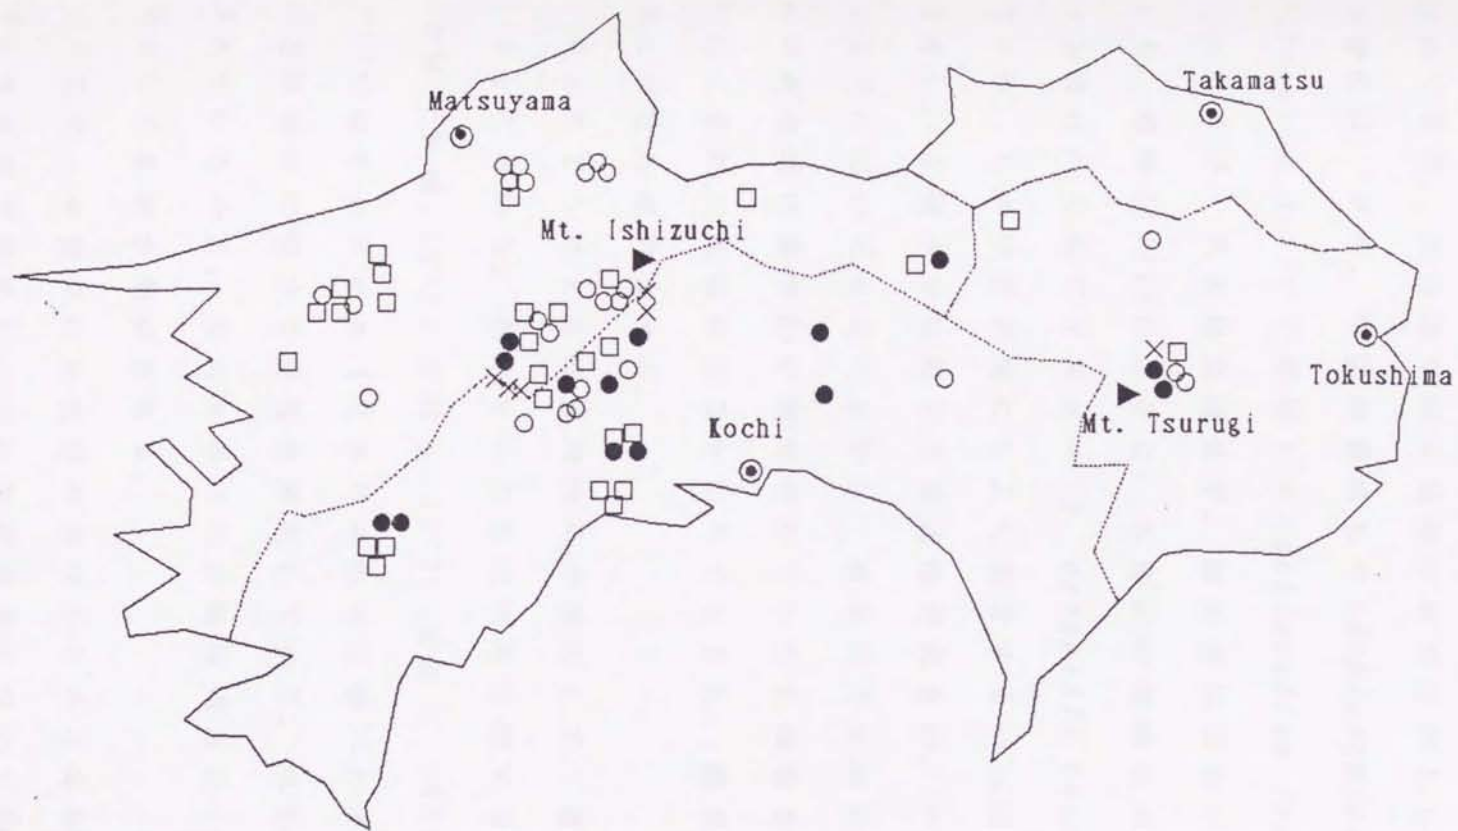 Takamatsu
Matsuyama
Mt. Ishizuchi
Tokushima
Kochi
Mt. Tsurugi